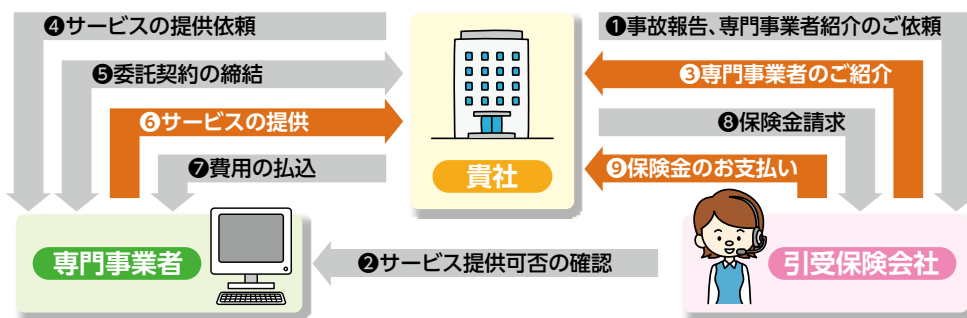 ❹サービスの提供依頼
❶事故報告、専門事業者紹介のご依頼
❺委託契約の締結
❸専門事業者のご紹介
❻サービスの提供
❽保険金請求
❼費用の払込
貴社
❾保険金のお支払い
専門事業者
❷サービス提供可否の確認
引受保険会社